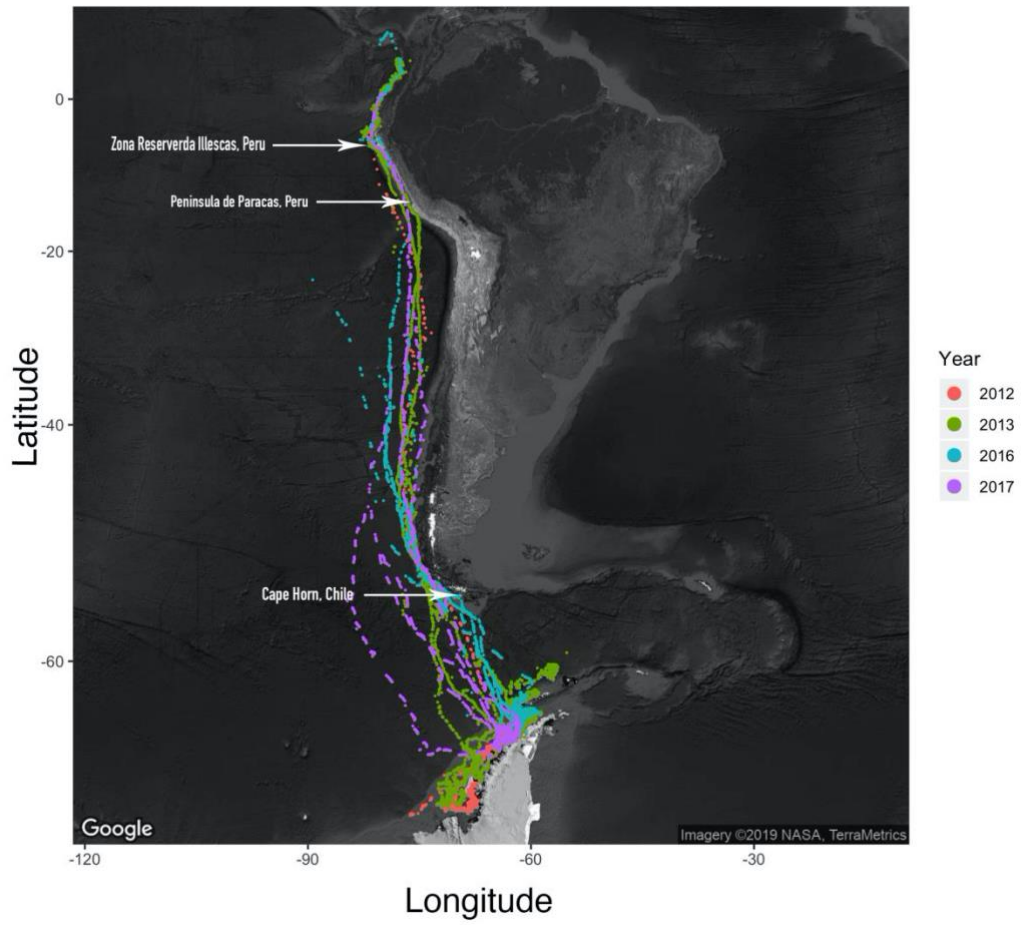 0
Zona Reserverda Illescas, Peru
Peninsula de Paracas, Peru
-20
Latitude
-40
Cape Horn, Chile
-60
Google
Imagery ©2019 NASA, TerraMetrics
-120
-90
-60
-30
Longitude
Year
2012
2013
2016
2017